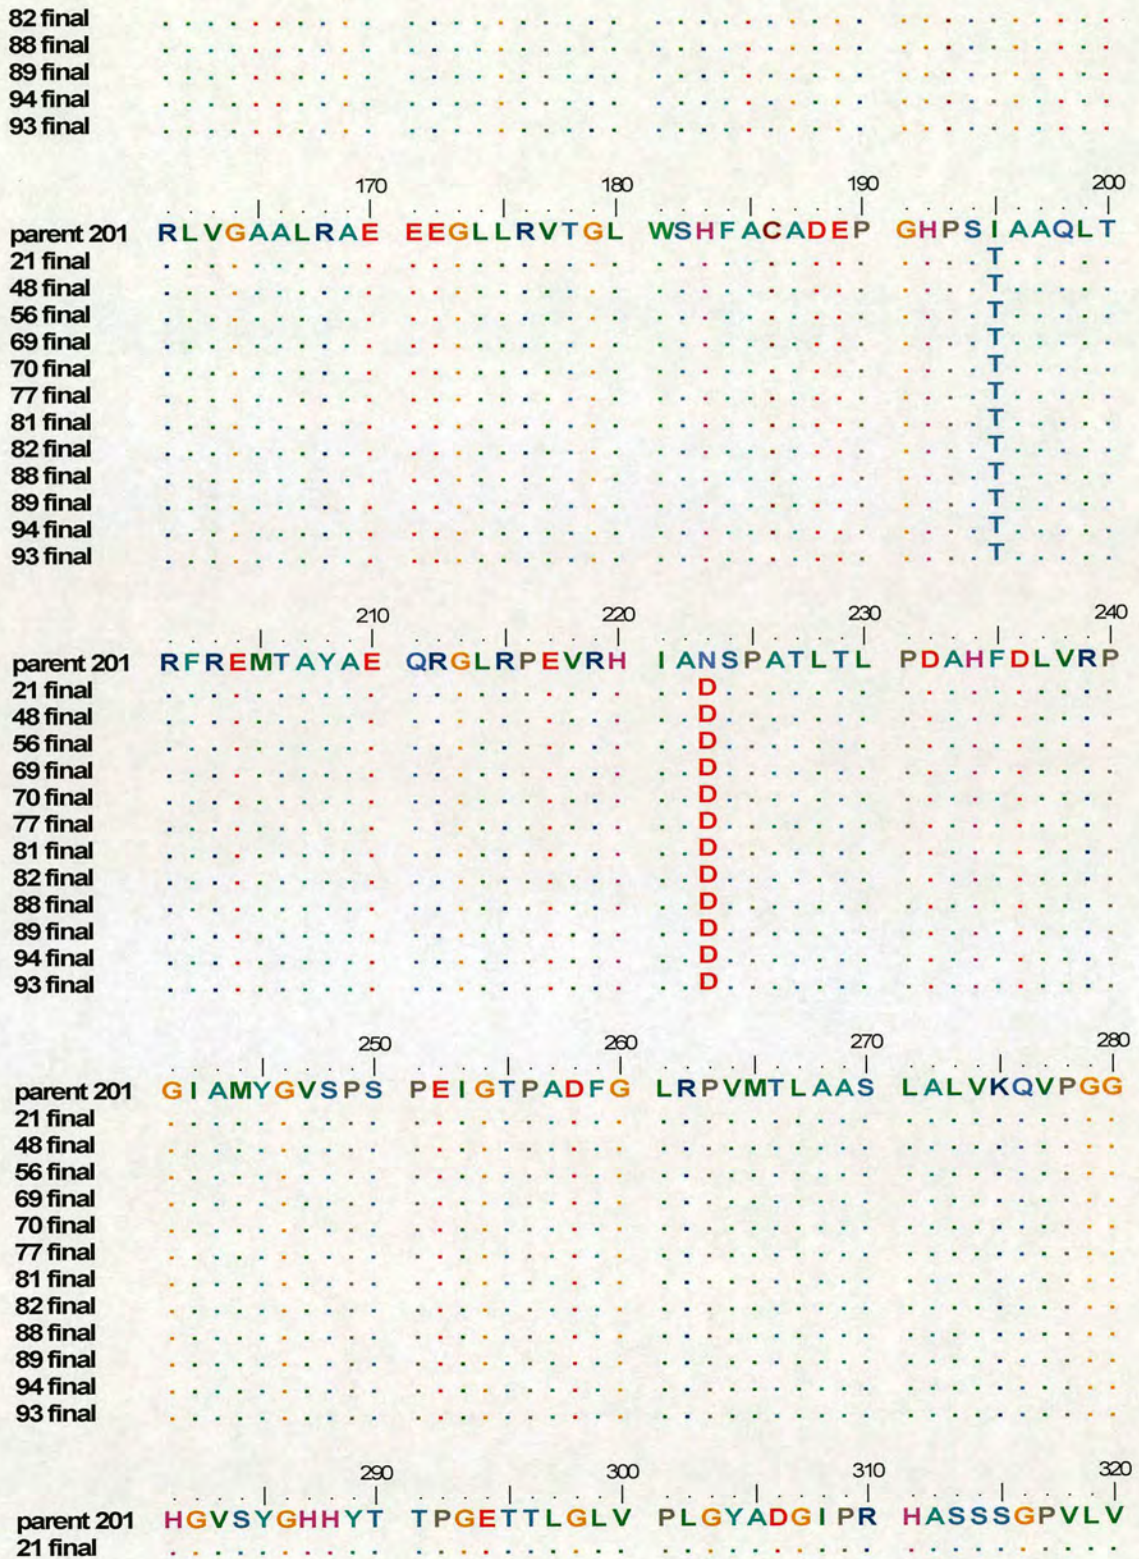 82 final .......... .......... .......... ..........
88 final .......... .......... .......... ..........
89 final .......... .......... .......... ..........
94 final .......... .......... .......... ..........
93 final .......... .......... .......... ..........
170 180 190 200
parent 201 RLVGAALRAE EEGLLRVTGL WSHFACADEP GHPSIAAQLT
21 final .......... .......... .......... ....T.....
48 final .......... .......... .......... ....T.....
56 final .......... .......... .......... ....T.....
69 final .......... .......... .......... ....T.....
70 final .......... .......... .......... ....T.....
77 final .......... .......... .......... ....T.....
81 final .......... .......... .......... ....T.....
82 final .......... .......... .......... ....T.....
88 final .......... .......... .......... ....T.....
89 final .......... .......... .......... ....T.....
94 final .......... .......... .......... ....T.....
93 final .......... .......... .......... ....T.....
210 220 230 240
parent 201 RFREMTAYAE QRGLRPEVRH IANSPATLTL PDAHFDLVRP
21 final .......... .......... ..D....... ..........
48 final .......... .......... ..D....... ..........
56 final .......... .......... ..D....... ..........
69 final .......... .......... ..D....... ..........
70 final .......... .......... ..D....... ..........
77 final .......... .......... ..D....... ..........
81 final .......... .......... ..D....... ..........
82 final .......... .......... ..D....... ..........
88 final .......... .......... ..D....... ..........
89 final .......... .......... ..D....... ..........
94 final .......... .......... ..D....... ..........
93 final .......... .......... ..D....... ..........
250 260 270 280
parent 201 GIAMYGVSPS PEIGTPADFG LRPVMTLAAS LALVKQVPGG
21 final .......... .......... .......... ..........
48 final .......... .......... .......... ..........
56 final .......... .......... .......... ..........
69 final .......... .......... .......... ..........
70 final .......... .......... .......... ..........
77 final .......... .......... .......... ..........
81 final .......... .......... .......... ..........
82 final .......... .......... .......... ..........
88 final .......... .......... .......... ..........
89 final .......... .......... .......... ..........
94 final .......... .......... .......... ..........
93 final .......... .......... .......... ..........
290 300 310 320
parent 201 HGVSYGHHYT TPGETTLGLV PLGYADGIPR HASSSGPVLV
21 final .......... .......... .......... ..........